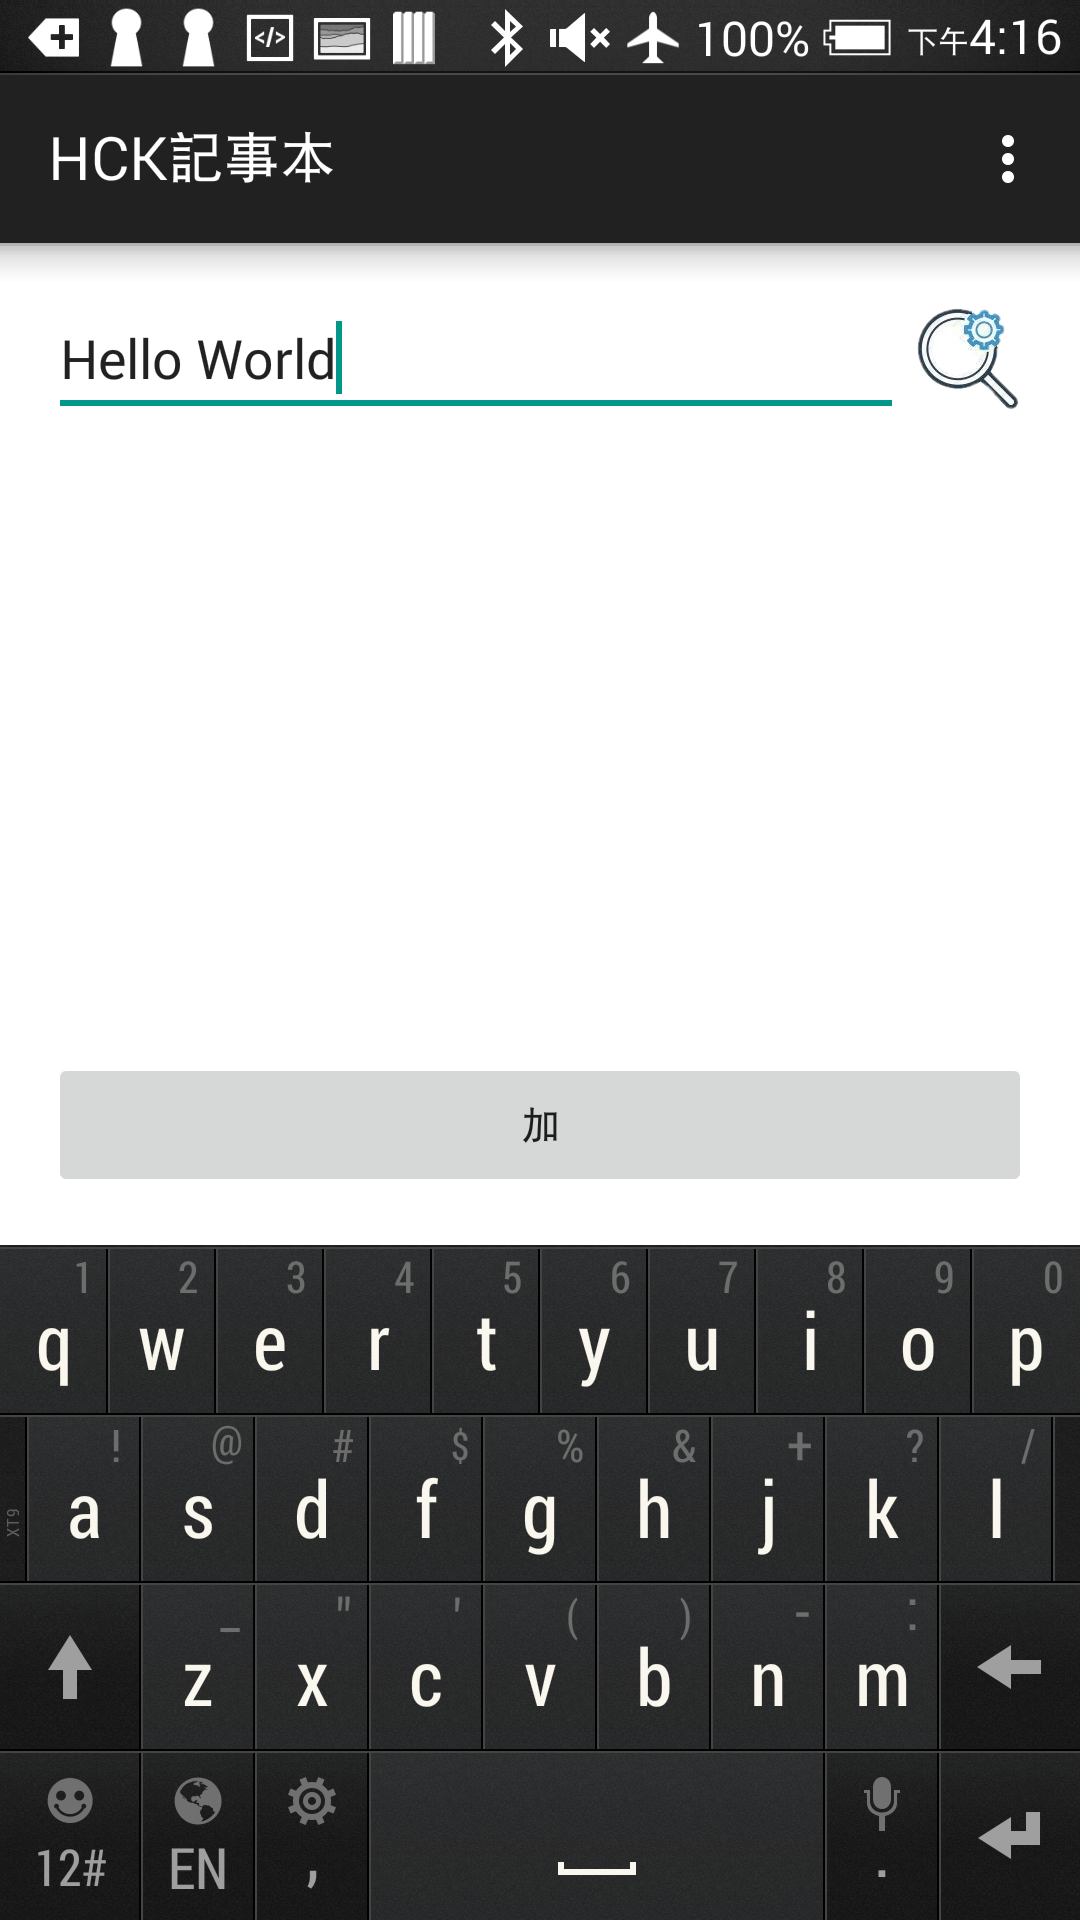 100% 下午4:16
HCK記事本
Hello World
加
1 2 3 4 5 6 7 8 9 0
q w e r t y u i o p
! @ # $ % & + ? /
XT9 a s d f g h j k l
_ " ' ( ) - :
z x c v b n m
12# EN , .